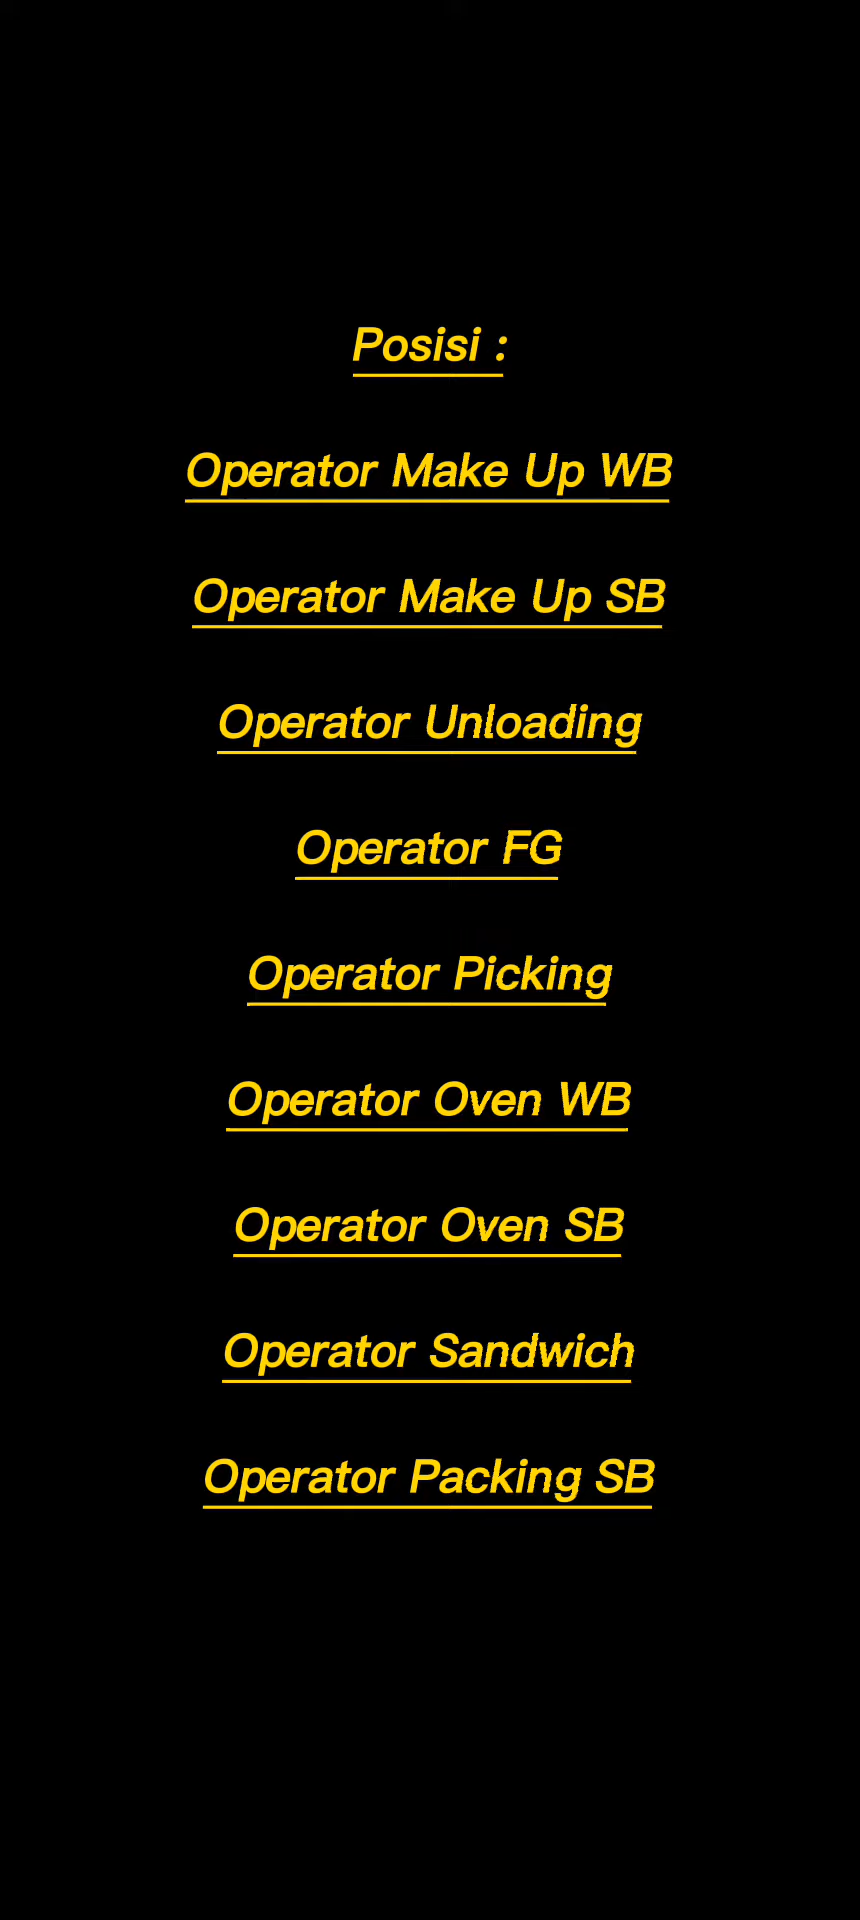 Posisi :
Operator Make Up WB
Operator Make Up SB
Operator Unloading
Operator FG
Operator Picking
Operator Oven WB
Operator Oven SB
Operator Sandwich
Operator Packing SB